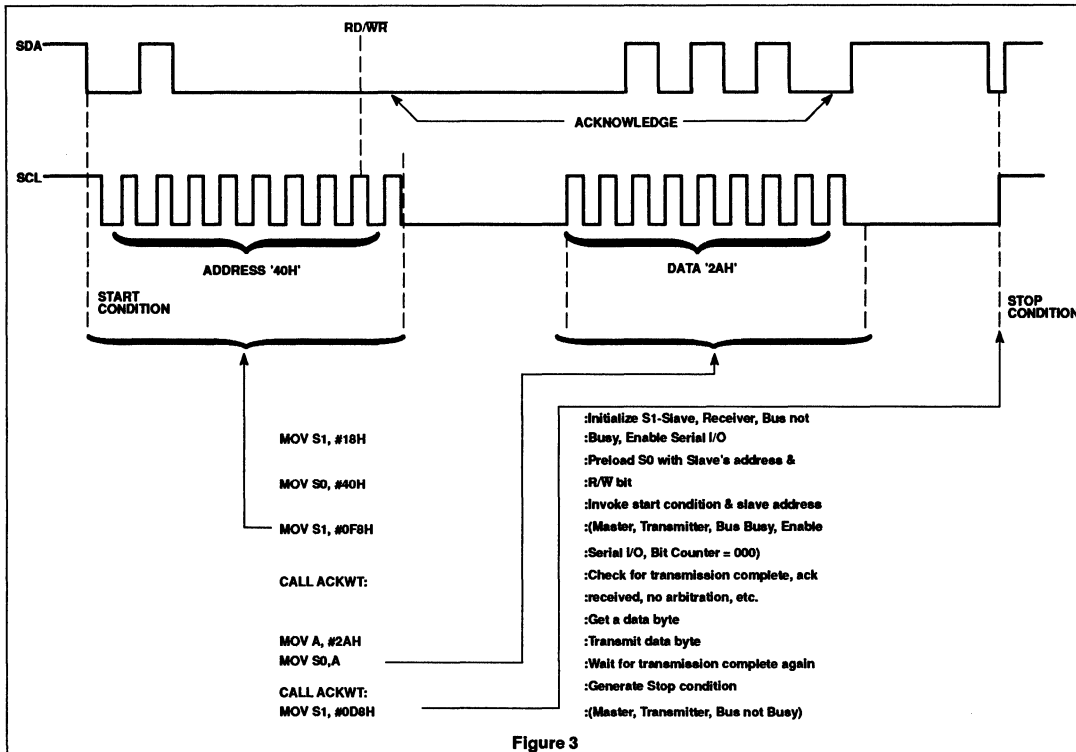 RD/WR
SDA
ACKNOWLEDGE
SCL
ADDRESS '40H'
DATA '2AH'
START
CONDITION
STOP
CONDITION
:Initialize S1-Slave, Receiver, Bus not
MOV S1, #18H
:Busy, Enable Serial I/O
:Preload S0 with Slave's address &
MOV S0, #40H
:R/W bit
:Invoke start condition & slave address
MOV S1, #0F8H
:(Master, Transmitter, Bus Busy, Enable
:Serial I/O, Bit Counter = 000)
CALL ACKWT:
:Check for transmission complete, ack
:received, no arbitration, etc.
:Get a data byte
MOV A, #2AH
:Transmit data byte
MOV S0,A
:Wait for transmission complete again
:Generate Stop condition
CALL ACKWT:
MOV S1, #0D8H
:(Master, Transmitter, Bus not Busy)
Figure 3